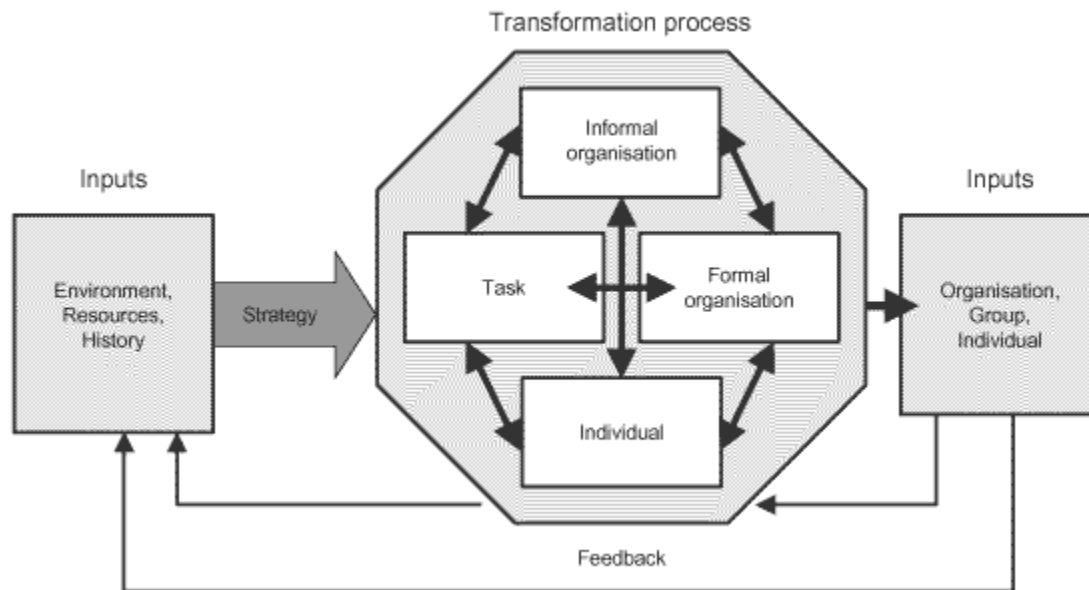 Transformation process
Informal
organisation
Inputs
Inputs
Environment,
Resources,
History
Strategy
Task
Formal
organisation
Organisation,
Group,
Individual
Individual
Feedback